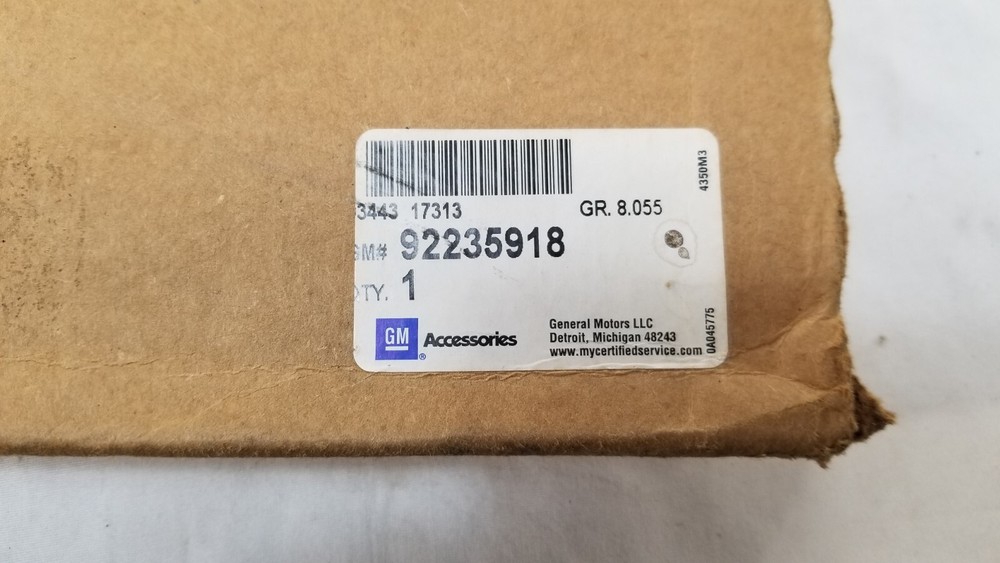 4350M3
3443 17313
GR. 8.055
GM# 92235918
QTY. 1
GM
® Accessories
General Motors LLC
Detroit, Michigan 48243
www.mycertifiedservice.com
0A045775